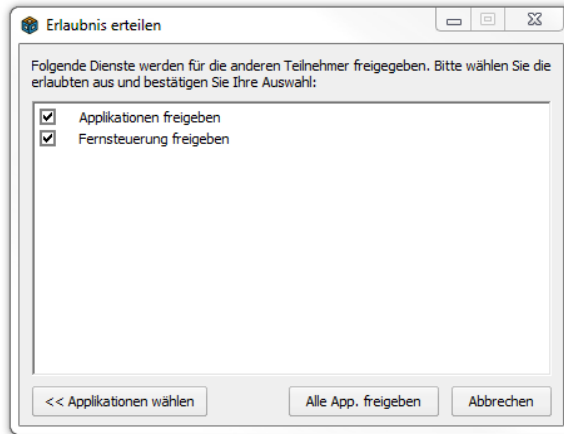 Erlaubnis erteilen
Folgende Dienste werden für die anderen Teilnehmer freigegeben. Bitte wählen Sie die
erlaubten aus und bestätigen Sie Ihre Auswahl:
Applikationen freigeben
Fernsteuerung freigeben
<< Applikationen wählen
Alle App. freigeben
Abbrechen